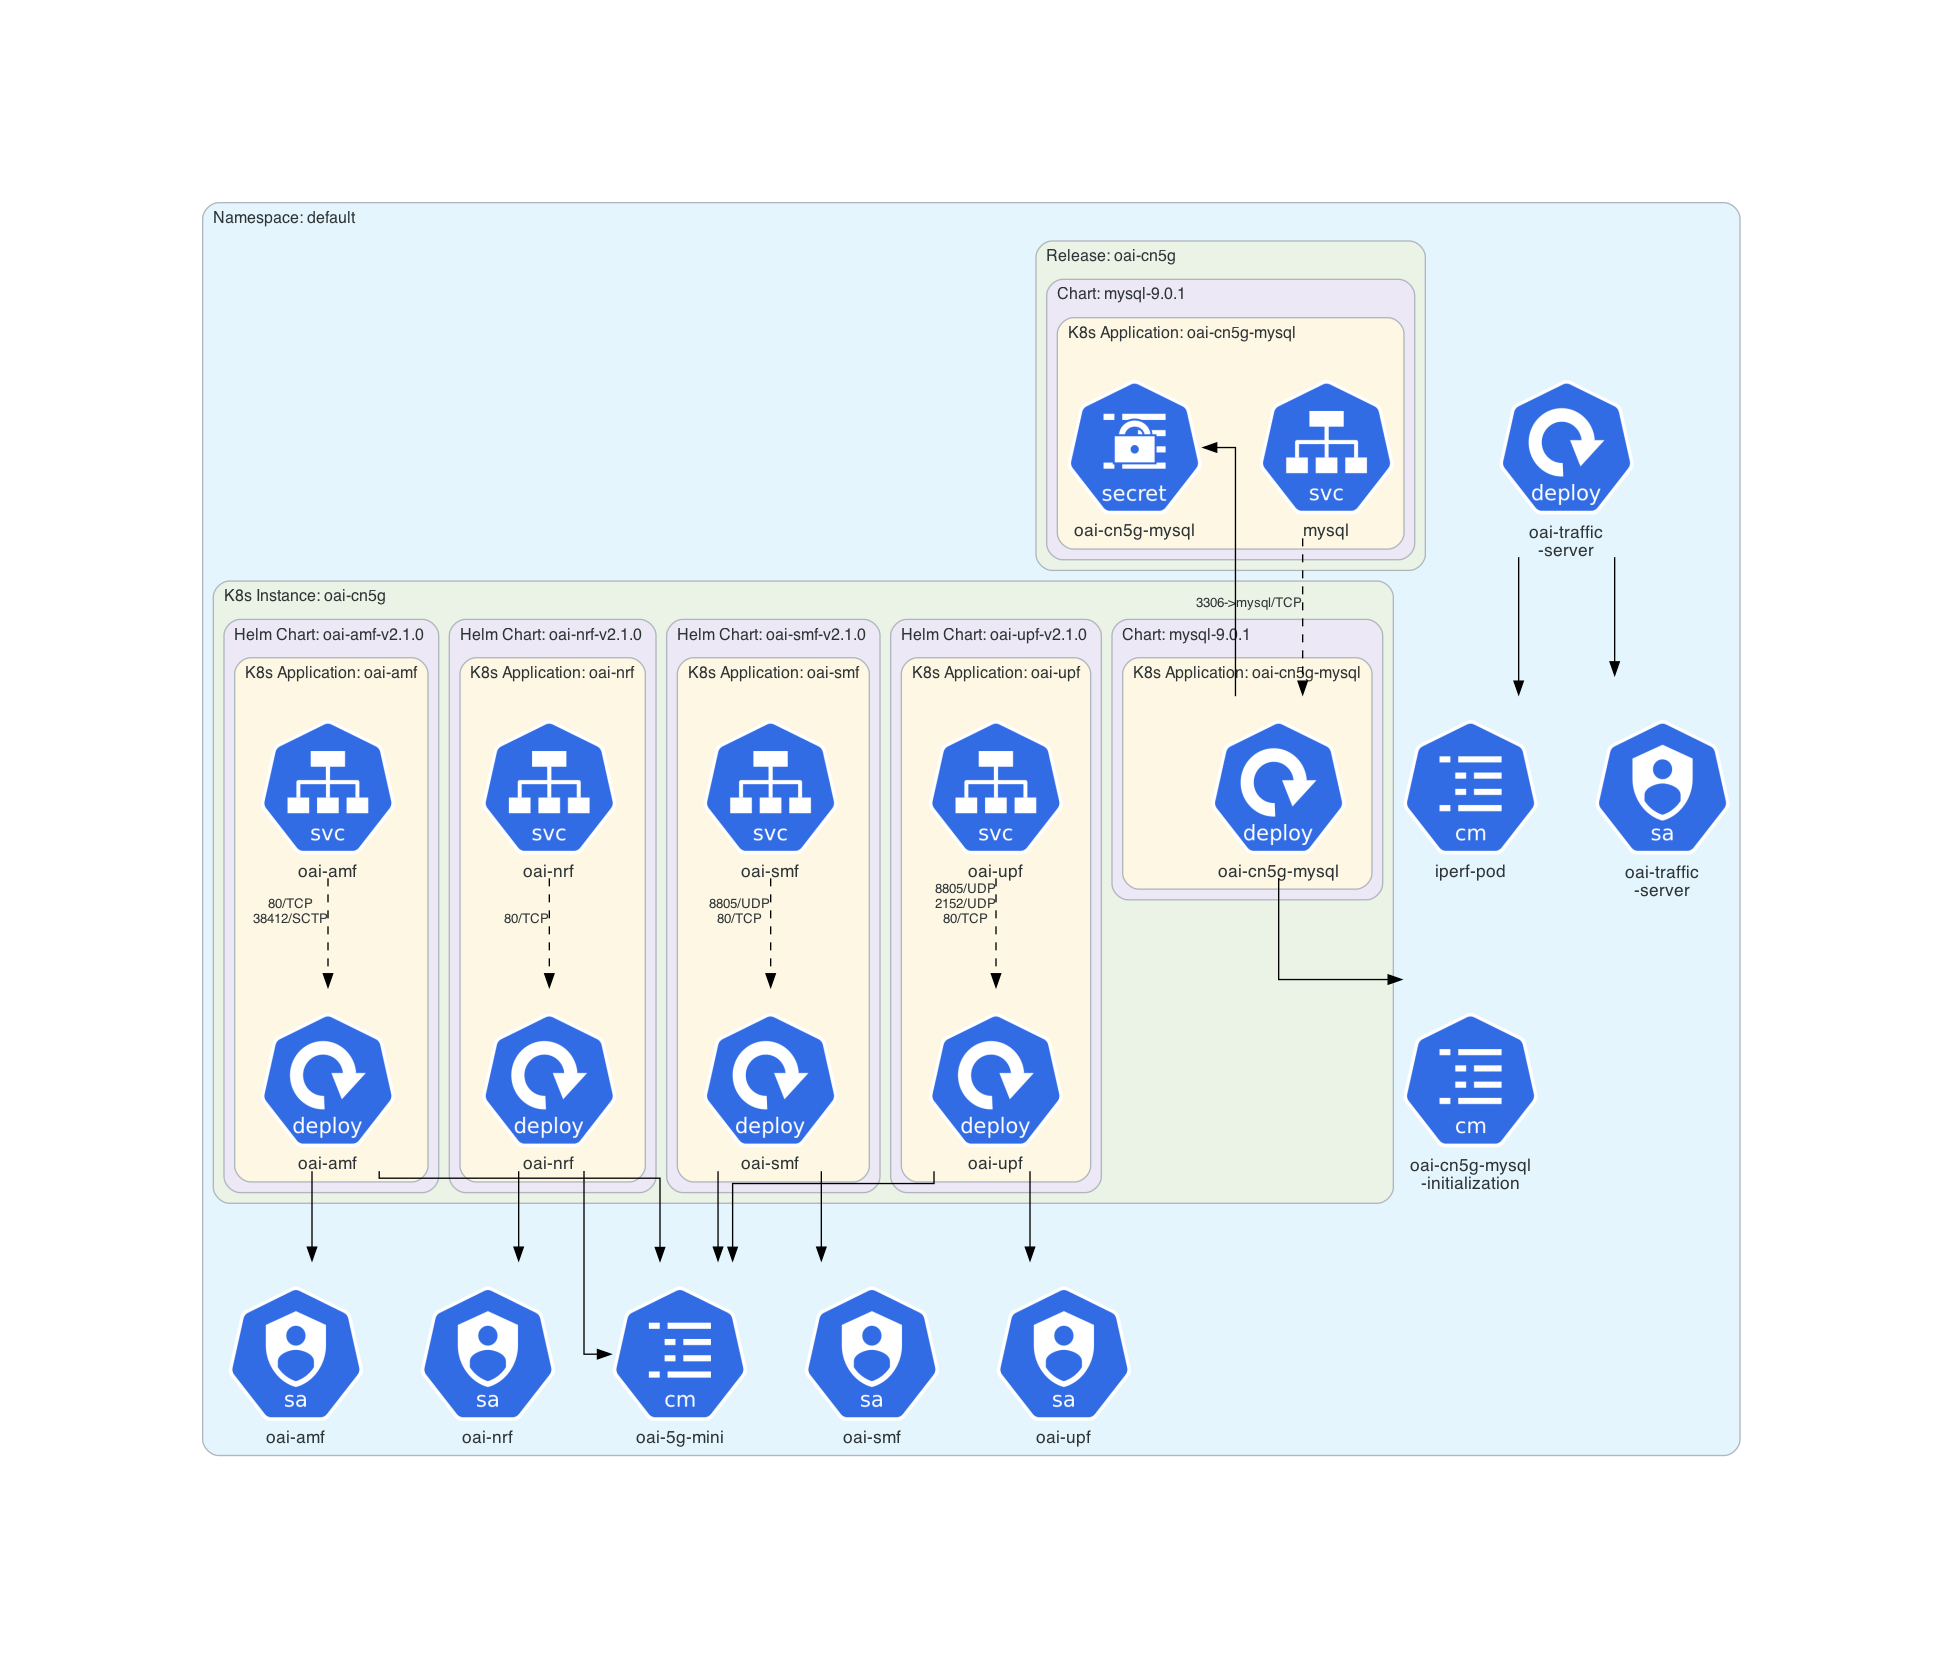 Namespace: default
Release: oai-cn5g
Chart: mysql-9.0.1
K8s Application: oai-cn5g-mysql
secret
oai-cn5g-mysql
svc
mysql
deploy
oai-traffic
-server
3306->mysql/TCP
K8s Instance: oai-cn5g
Helm Chart: oai-amf-v2.1.0
K8s Application: oai-amf
svc
oai-amf
80/TCP
38412/SCTP
deploy
oai-amf
Helm Chart: oai-nrf-v2.1.0
K8s Application: oai-nrf
svc
oai-nrf
80/TCP
deploy
oai-nrf
Helm Chart: oai-smf-v2.1.0
K8s Application: oai-smf
svc
oai-smf
8805/UDP
80/TCP
deploy
oai-smf
Helm Chart: oai-upf-v2.1.0
K8s Application: oai-upf
svc
oai-upf
8805/UDP
2152/UDP
80/TCP
deploy
oai-upf
Chart: mysql-9.0.1
K8s Application: oai-cn5g-mysql
deploy
oai-cn5g-mysql
cm
iperf-pod
sa
oai-traffic
-server
cm
oai-cn5g-mysql
-initialization
sa
oai-amf
sa
oai-nrf
cm
oai-5g-mini
sa
oai-smf
sa
oai-upf